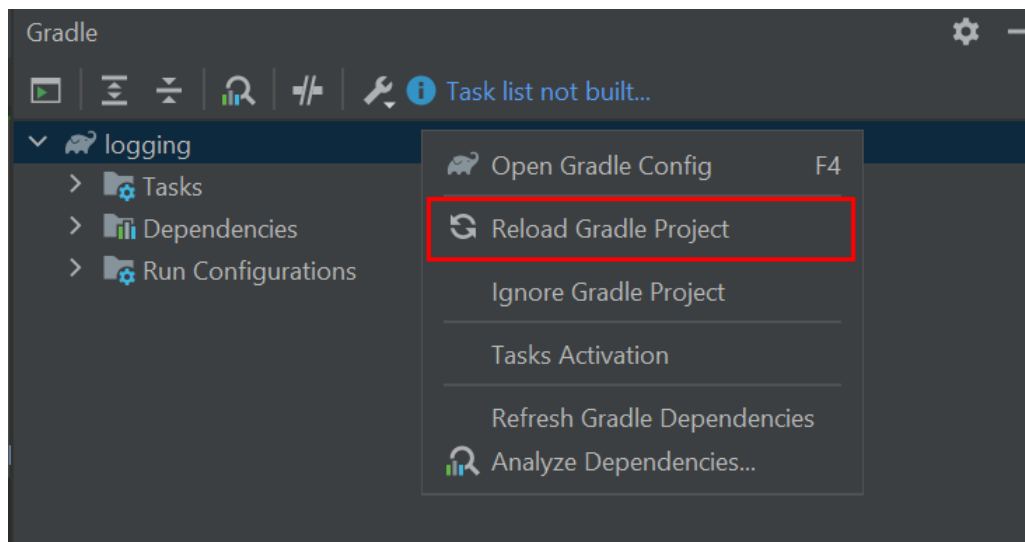 Gradle
Task list not built...
logging
Tasks
Dependencies
Run Configurations
Open Gradle Config F4
Reload Gradle Project
Ignore Gradle Project
Tasks Activation
Refresh Gradle Dependencies
Analyze Dependencies...